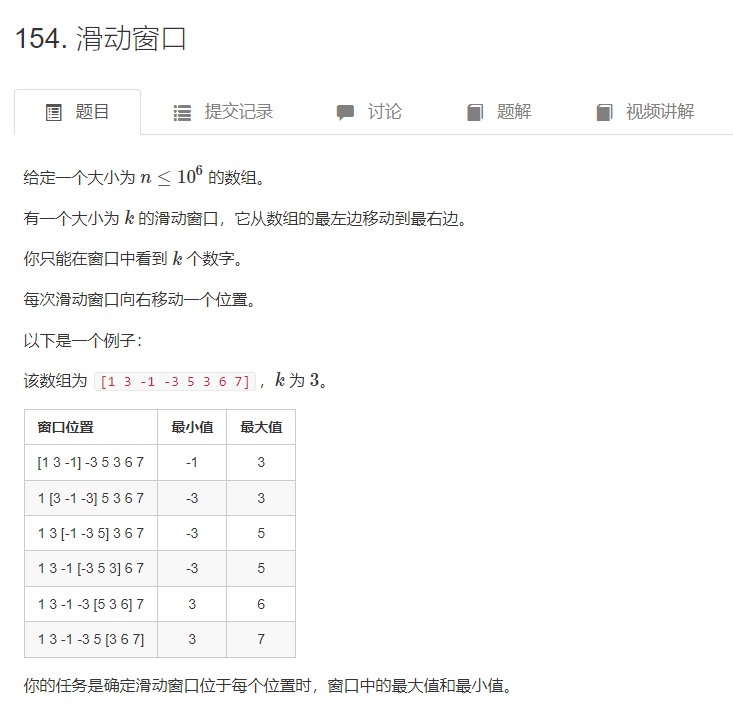 154. 滑动窗口
题目 提交记录 讨论 题解 视频讲解
给定一个大小为 n ≤ 10⁶ 的数组。
有一个大小为 k 的滑动窗口，它从数组的最左边移动到最右边。
你只能在窗口中看到 k 个数字。
每次滑动窗口向右移动一个位置。
以下是一个例子：
该数组为 [1 3 -1 -3 5 3 6 7]，k 为 3。
窗口位置 最小值 最大值
[1 3 -1] -3 5 3 6 7 -1 3
1 [3 -1 -3] 5 3 6 7 -3 3
1 3 [-1 -3 5] 3 6 7 -3 5
1 3 -1 [-3 5 3] 6 7 -3 5
1 3 -1 -3 [5 3 6] 7 3 6
1 3 -1 -3 5 [3 6 7] 3 7
你的任务是确定滑动窗口位于每个位置时，窗口中的最大值和最小值。